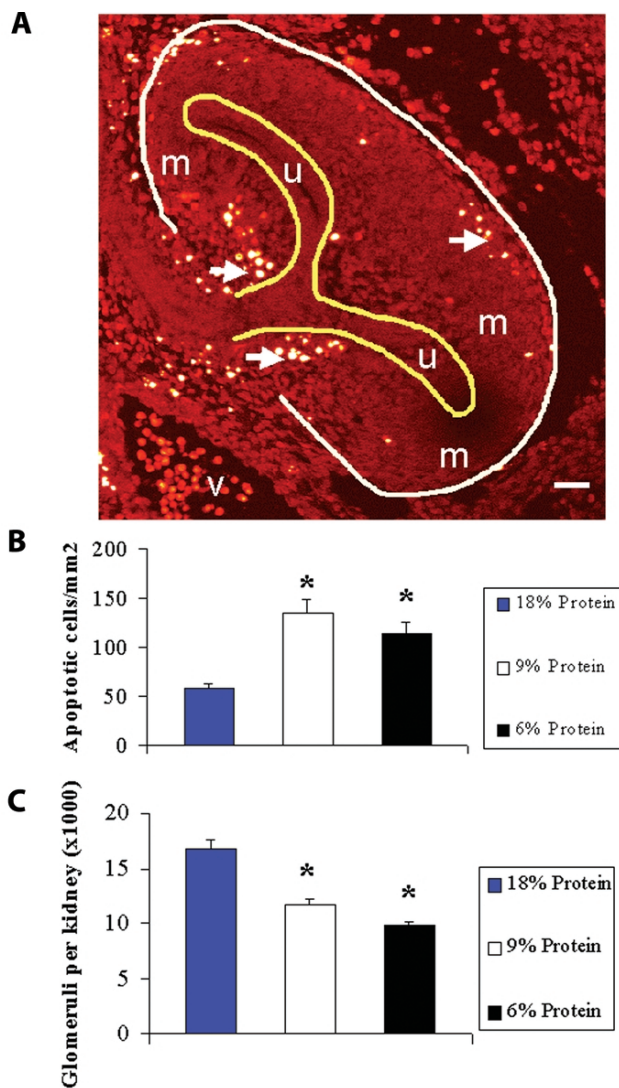 A
m
u
m
u
m
v
B
Apoptotic cells/mm2
200
150
100
50
0
*
*
18% Protein
9% Protein
6% Protein
C
Glomeruli per kidney (x1000)
20
15
10
5
0
*
*
18% Protein
9% Protein
6% Protein